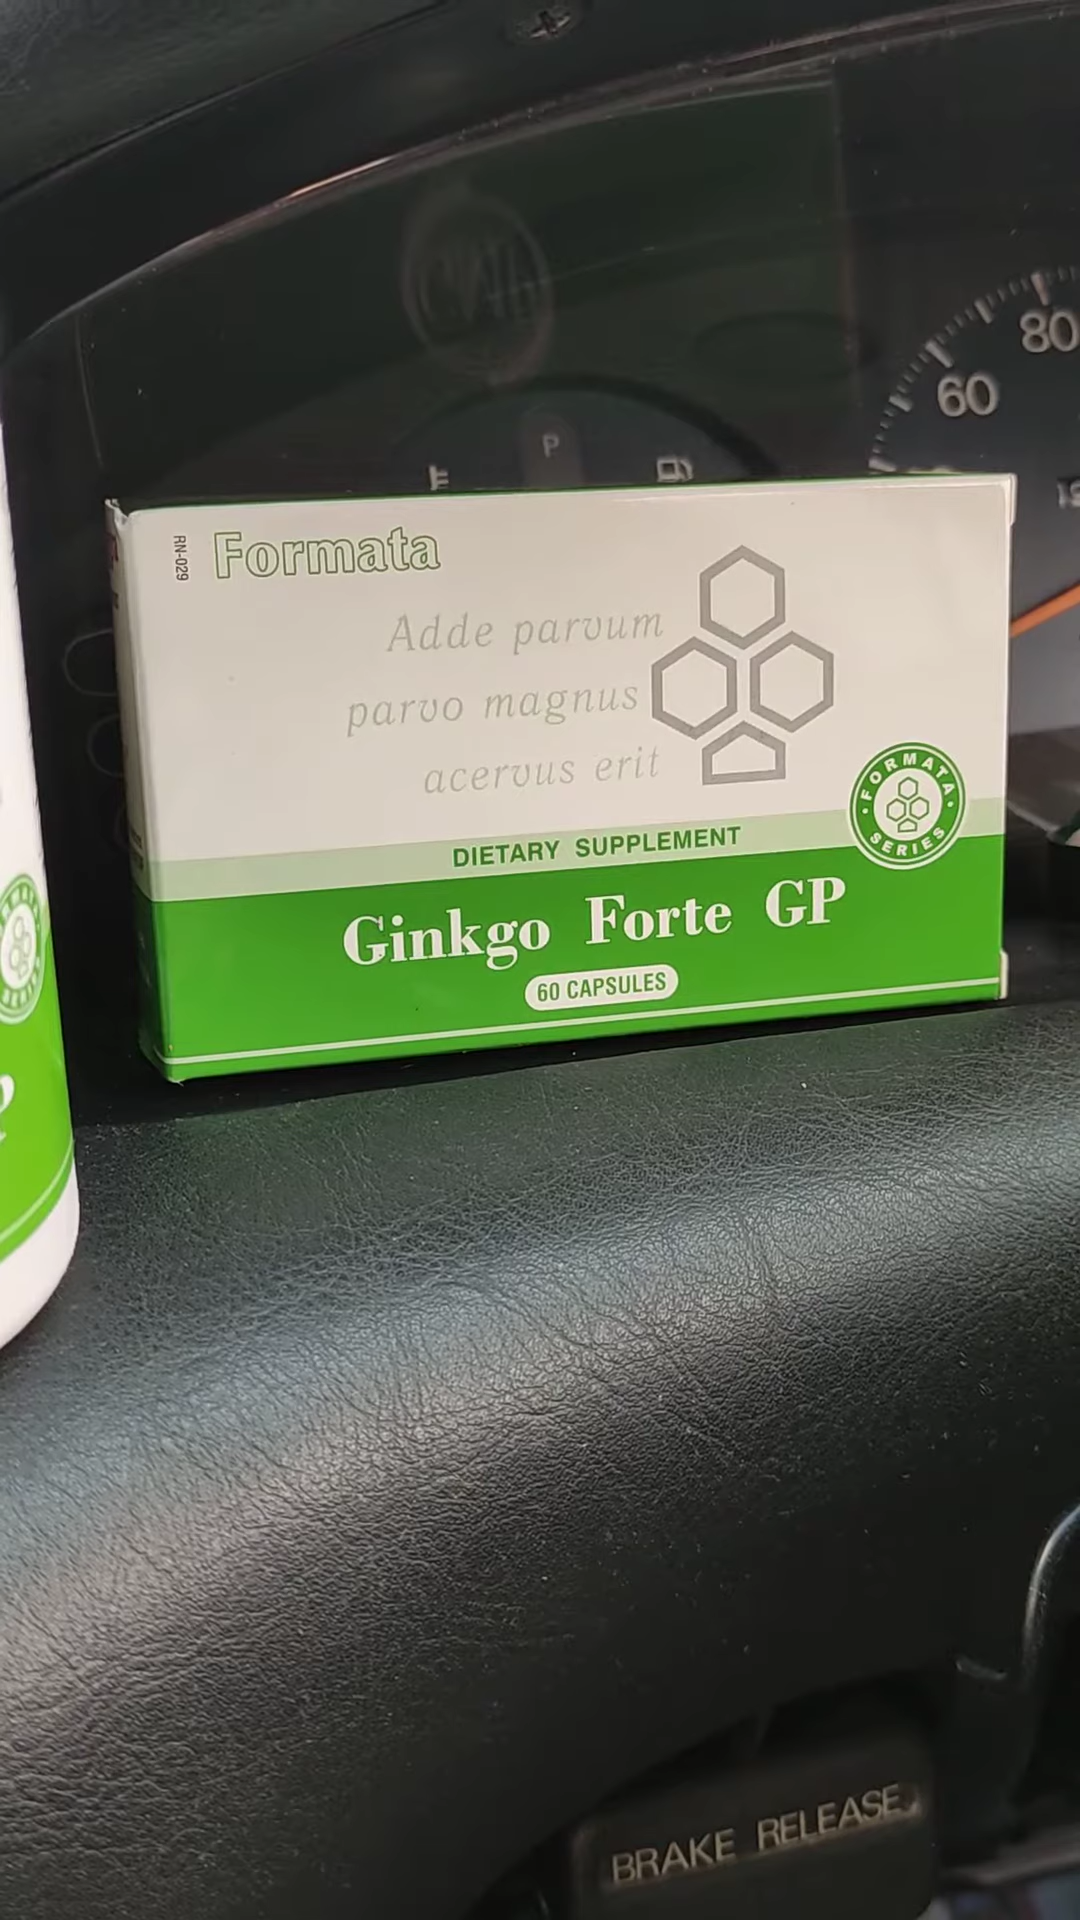 80
60
P
RN-029
Formata
Adde parvum
parvo magnus
acervus erit
FORMATA
SERIES
DIETARY SUPPLEMENT
Ginkgo Forte GP
60 CAPSULES
BRAKE RELEASE